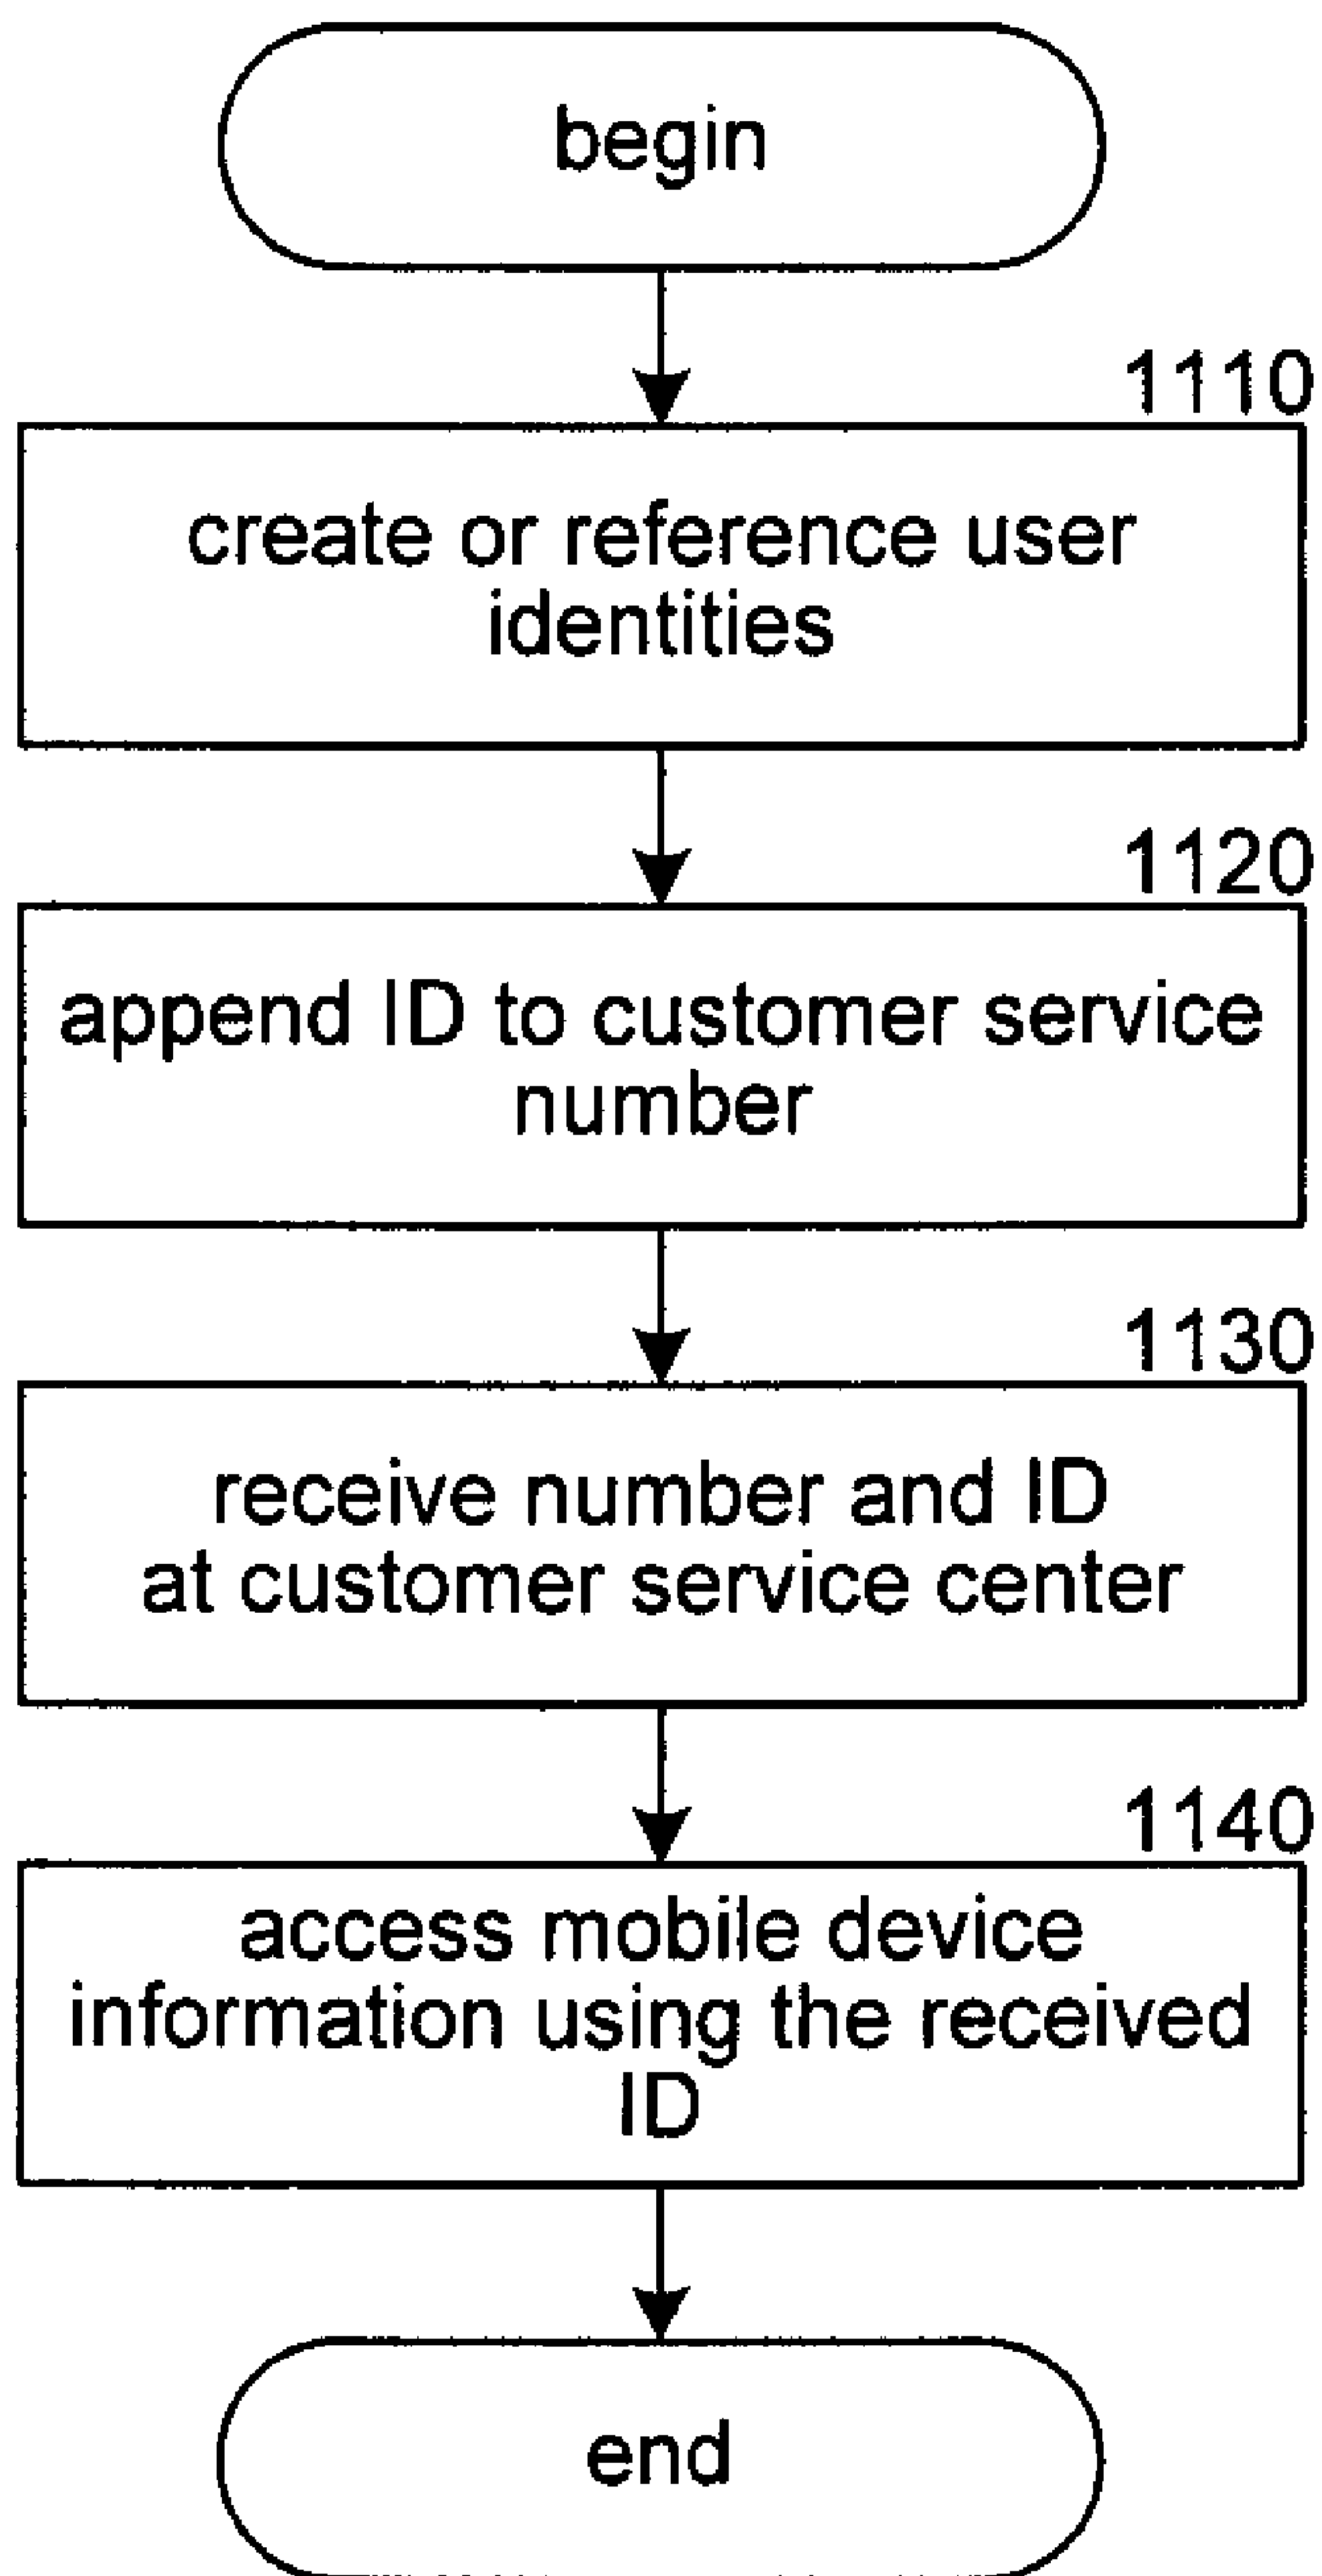 begin
1110
create or reference user
identities
1120
append ID to customer service
number
1130
receive number and ID
at customer service center
1140
access mobile device
information using the received
ID
end